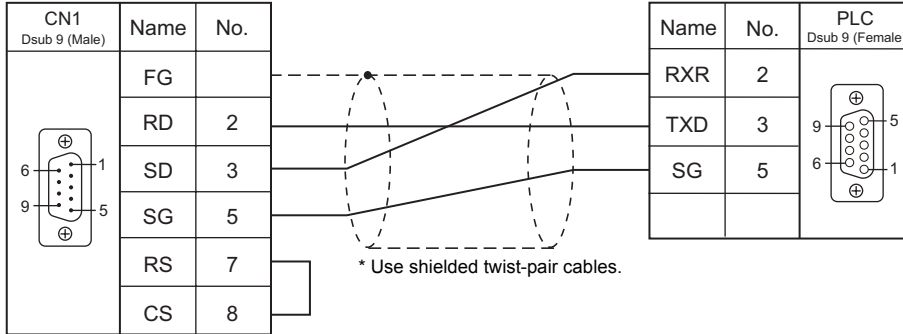 CN1
Dsub 9 (Male)
Name
No.
FG
RD
2
SD
3
SG
5
RS
7
CS
8
6
1
9
5
* Use shielded twist-pair cables.
Name
No.
PLC
Dsub 9 (Female)
RXR
2
TXD
3
SG
5
9
5
6
1